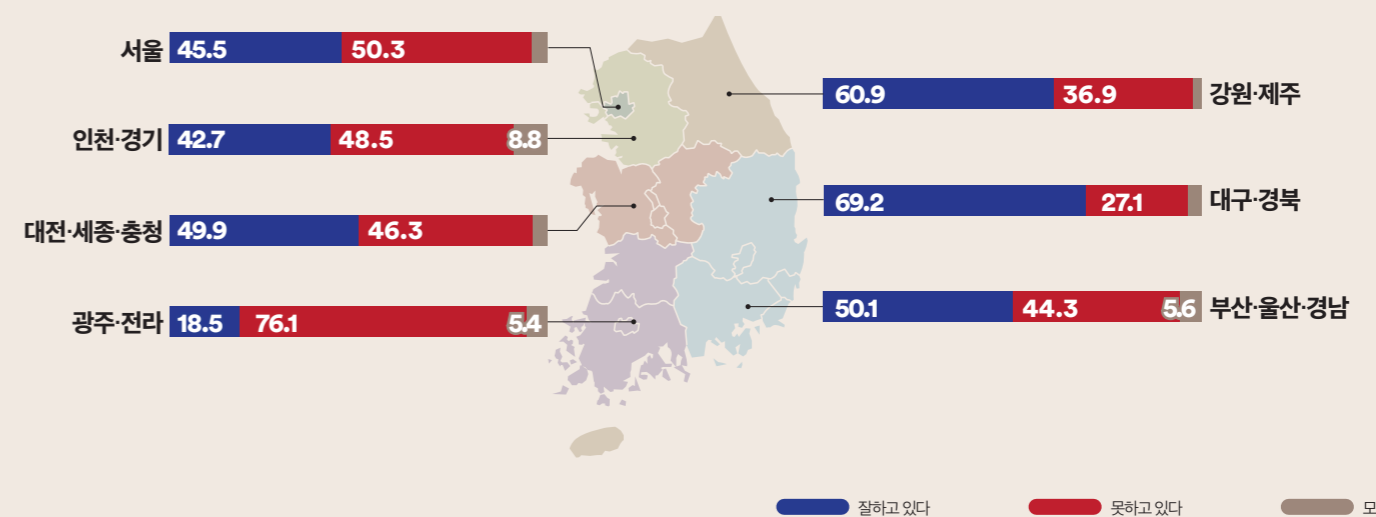 서울 45.5 50.3
인천·경기 42.7 48.5 8.8
대전·세종·충청 49.9 46.3
광주·전라 18.5 76.1 5.4
60.9 36.9 강원·제주
69.2 27.1 대구·경북
50.1 44.3 5.6 부산·울산·경남
잘하고 있다 못하고 있다 모